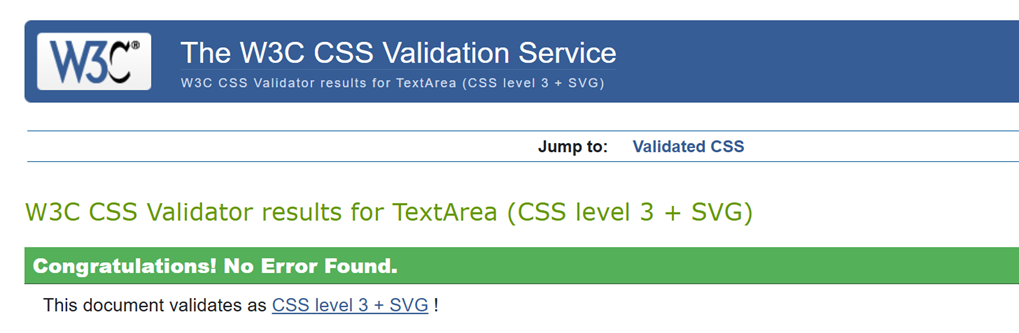 W3C®
The W3C CSS Validation Service
W3C CSS Validator results for TextArea (CSS level 3 + SVG)
Jump to: Validated CSS
W3C CSS Validator results for TextArea (CSS level 3 + SVG)
Congratulations! No Error Found.
This document validates as CSS level 3 + SVG !